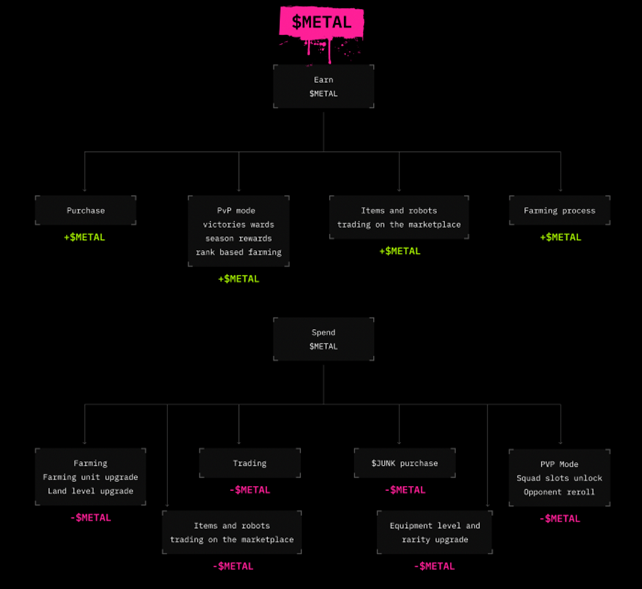 $METAL
Earn
$METAL
Purchase
+$METAL
PvP mode
victories wards
season rewards
rank based farming
+$METAL
Items and robots
trading on the marketplace
+$METAL
Farming process
+$METAL
Spend
$METAL
Farming
Farming unit upgrade
Land level upgrade
-$METAL
Trading
-$METAL
$JUNK purchase
-$METAL
PVP Mode
Squad slots unlock
Opponent reroll
-$METAL
Items and robots
trading on the marketplace
-$METAL
Equipment level and
rarity upgrade
-$METAL